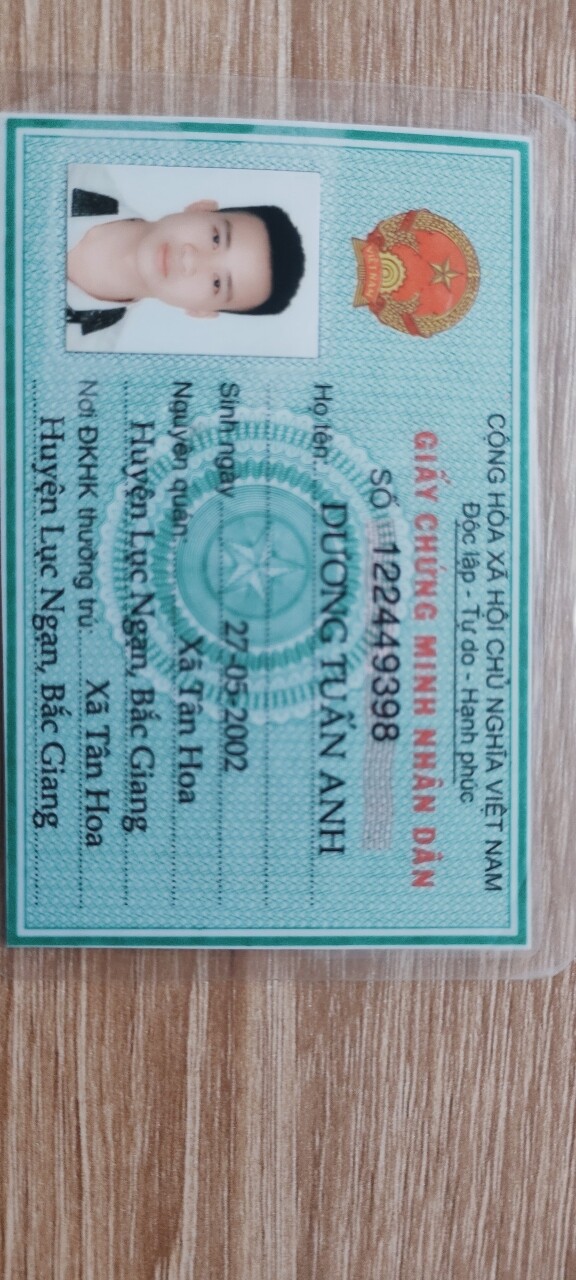 CỘNG HÒA XÃ HỘI CHỦ NGHĨA VIỆT NAM
Độc lập - Tự do - Hạnh phúc
GIẤY CHỨNG MINH NHÂN DÂN
SỐ 122449398
Họ tên: DƯƠNG TUẤN ANH
Sinh ngày 27-05-2002
Nguyên quán: Xã Tân Hoa
Huyện Lục Ngạn, Bắc Giang
Nơi ĐKHK thường trú: Xã Tân Hoa
Huyện Lục Ngạn, Bắc Giang
VIỆT NAM